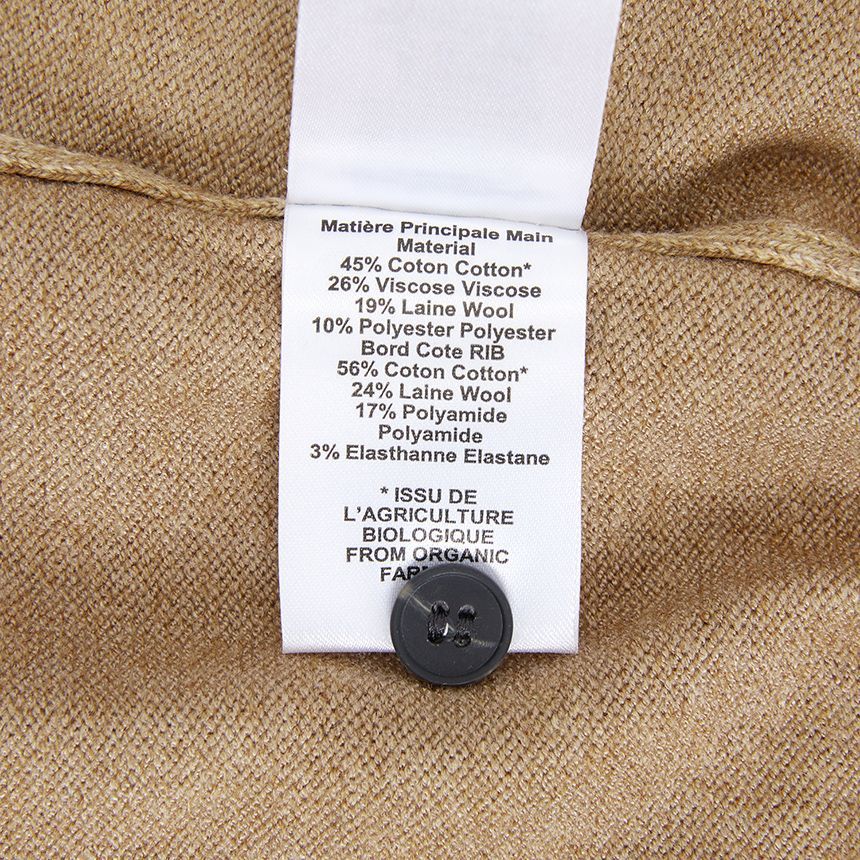 Matière Principale Main
Material
45% Coton Cotton*
26% Viscose Viscose
19% Laine Wool
10% Polyester Polyester
Bord Cote RIB
56% Coton Cotton*
24% Laine Wool
17% Polyamide
Polyamide
3% Elasthanne Elastane
* ISSU DE
L'AGRICULTURE
BIOLOGIQUE
FROM ORGANIC